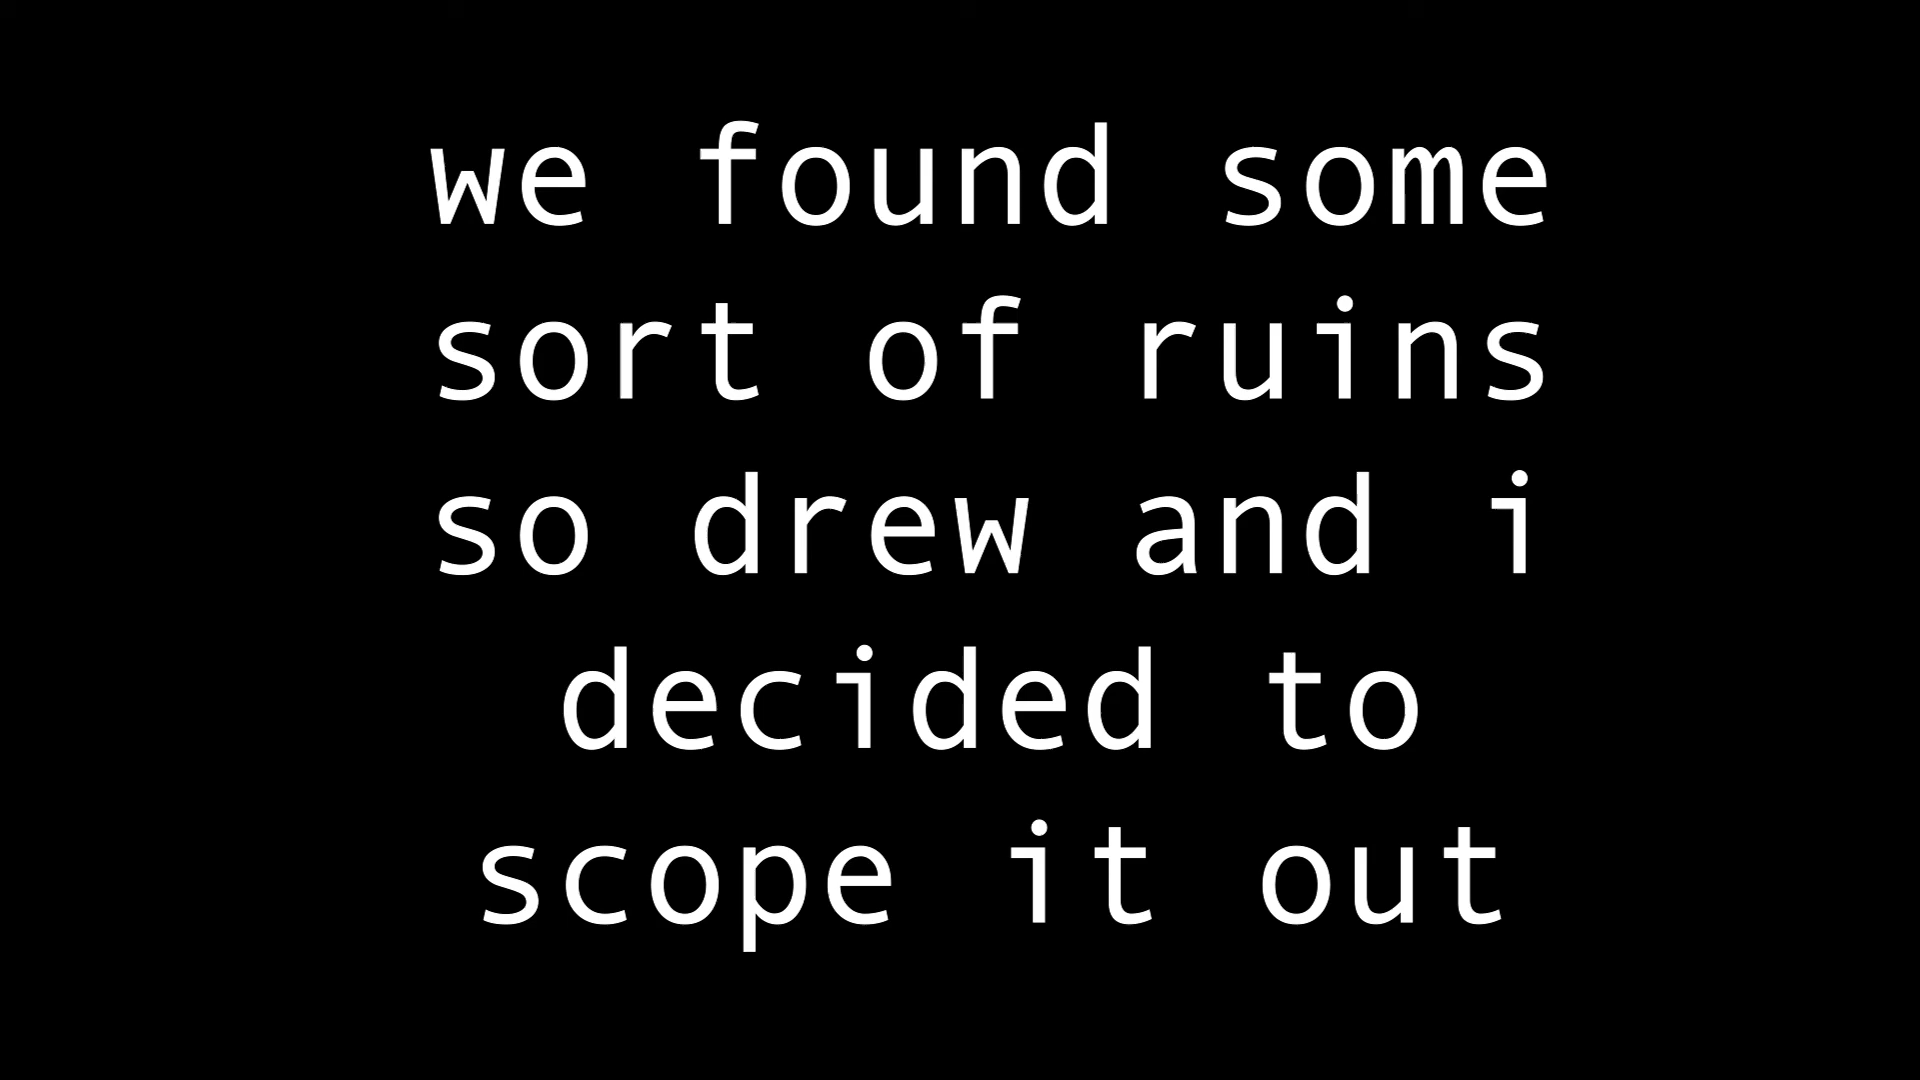 we found some
sort of ruins
so drew and i
decided to
scope it out